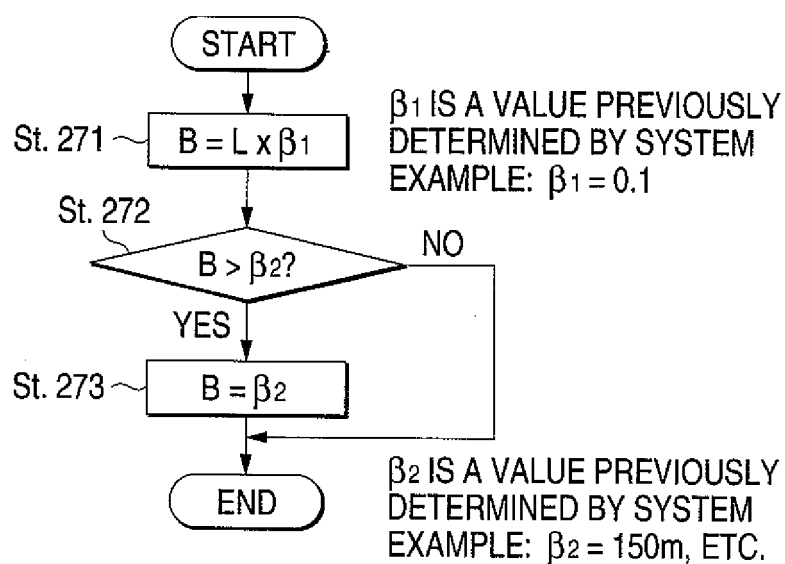 START
St. 271
B = L x β1
β1 IS A VALUE PREVIOUSLY
DETERMINED BY SYSTEM
EXAMPLE: β1 = 0.1
St. 272
B > β2?
NO
YES
St. 273
B = β2
END
β2 IS A VALUE PREVIOUSLY
DETERMINED BY SYSTEM
EXAMPLE: β2 = 150m, ETC.